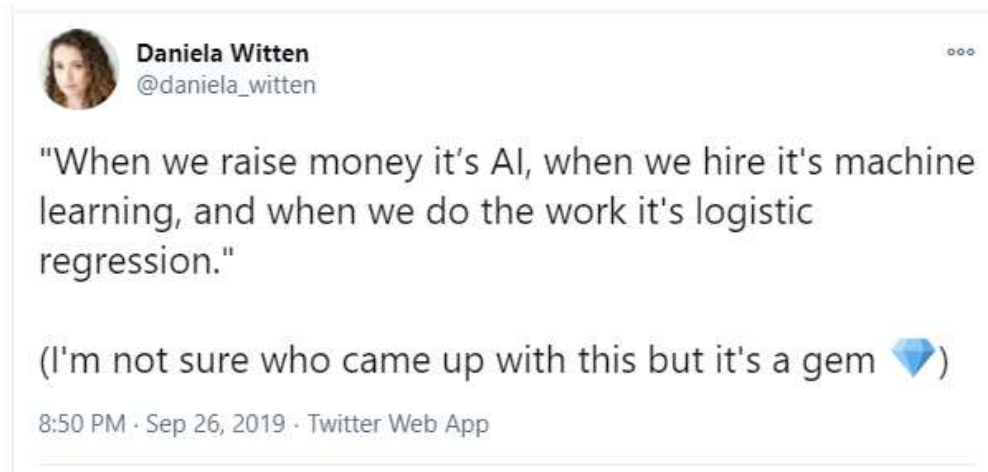 Daniela Witten
@daniela_witten
"When we raise money it’s AI, when we hire it's machine
learning, and when we do the work it's logistic
regression."
(I'm not sure who came up with this but it's a gem 💎)
8:50 PM · Sep 26, 2019 · Twitter Web App